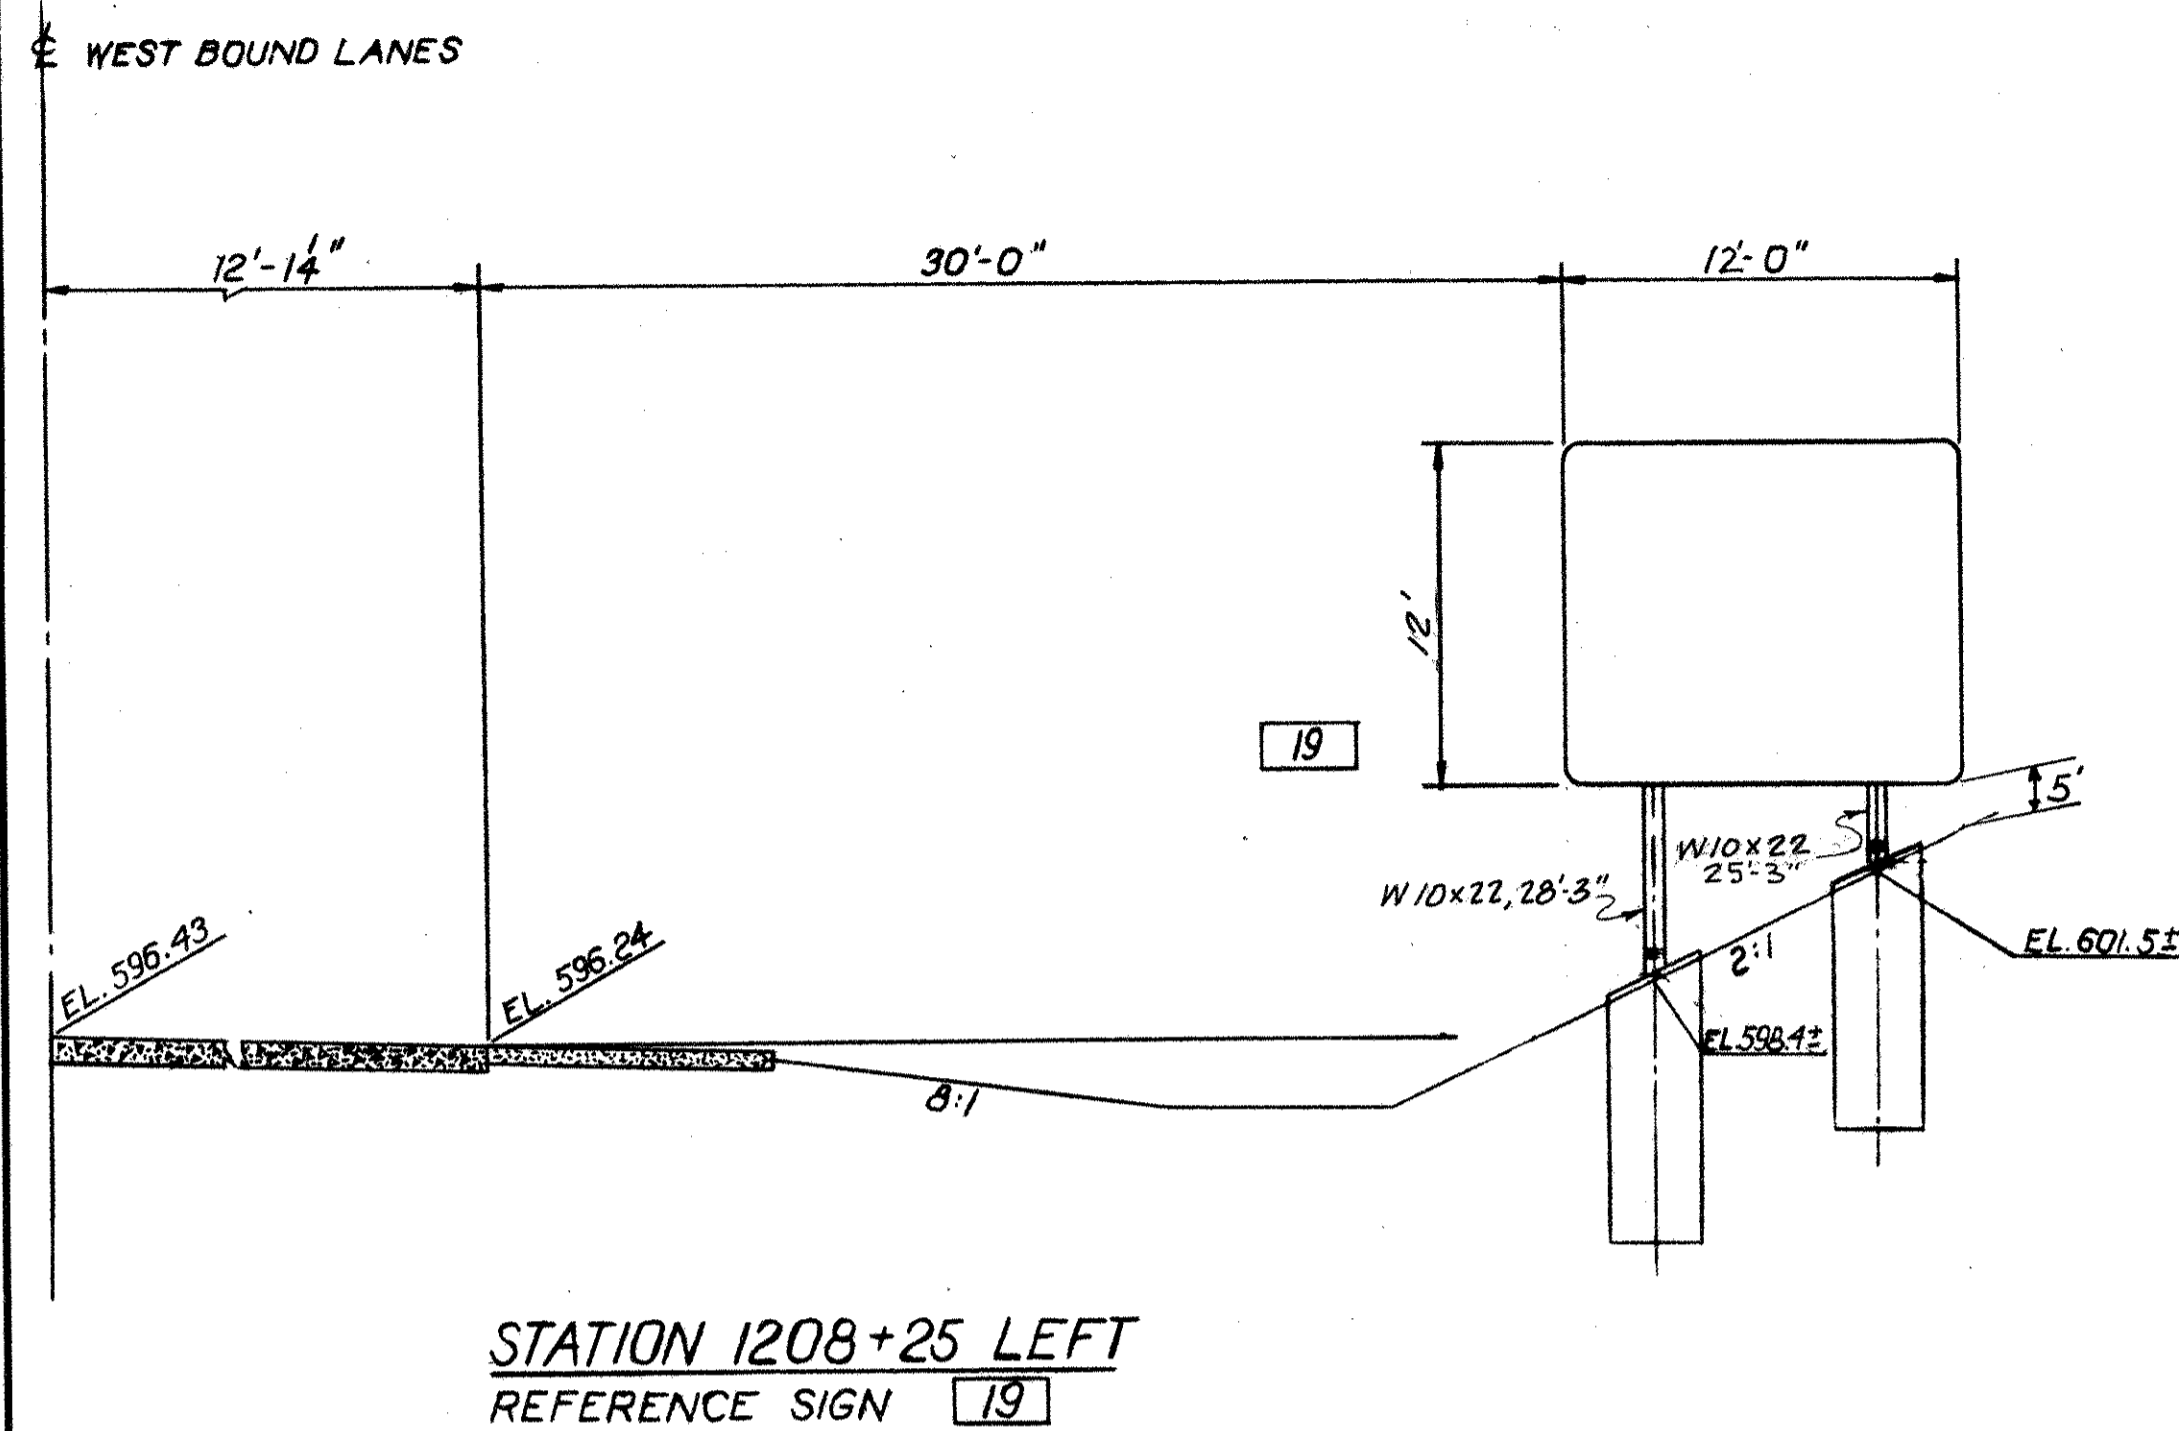 ℄ WEST BOUND LANES
12'-1¼"
30'-0"
12'-0"
12'
19
5'
W10x22
25'-3"
W10x22, 28'-3"
EL. 596.43
EL. 596.24
2:1
EL. 601.5±
EL 598.4±
8:1
STATION 1208+25 LEFT
REFERENCE SIGN 19